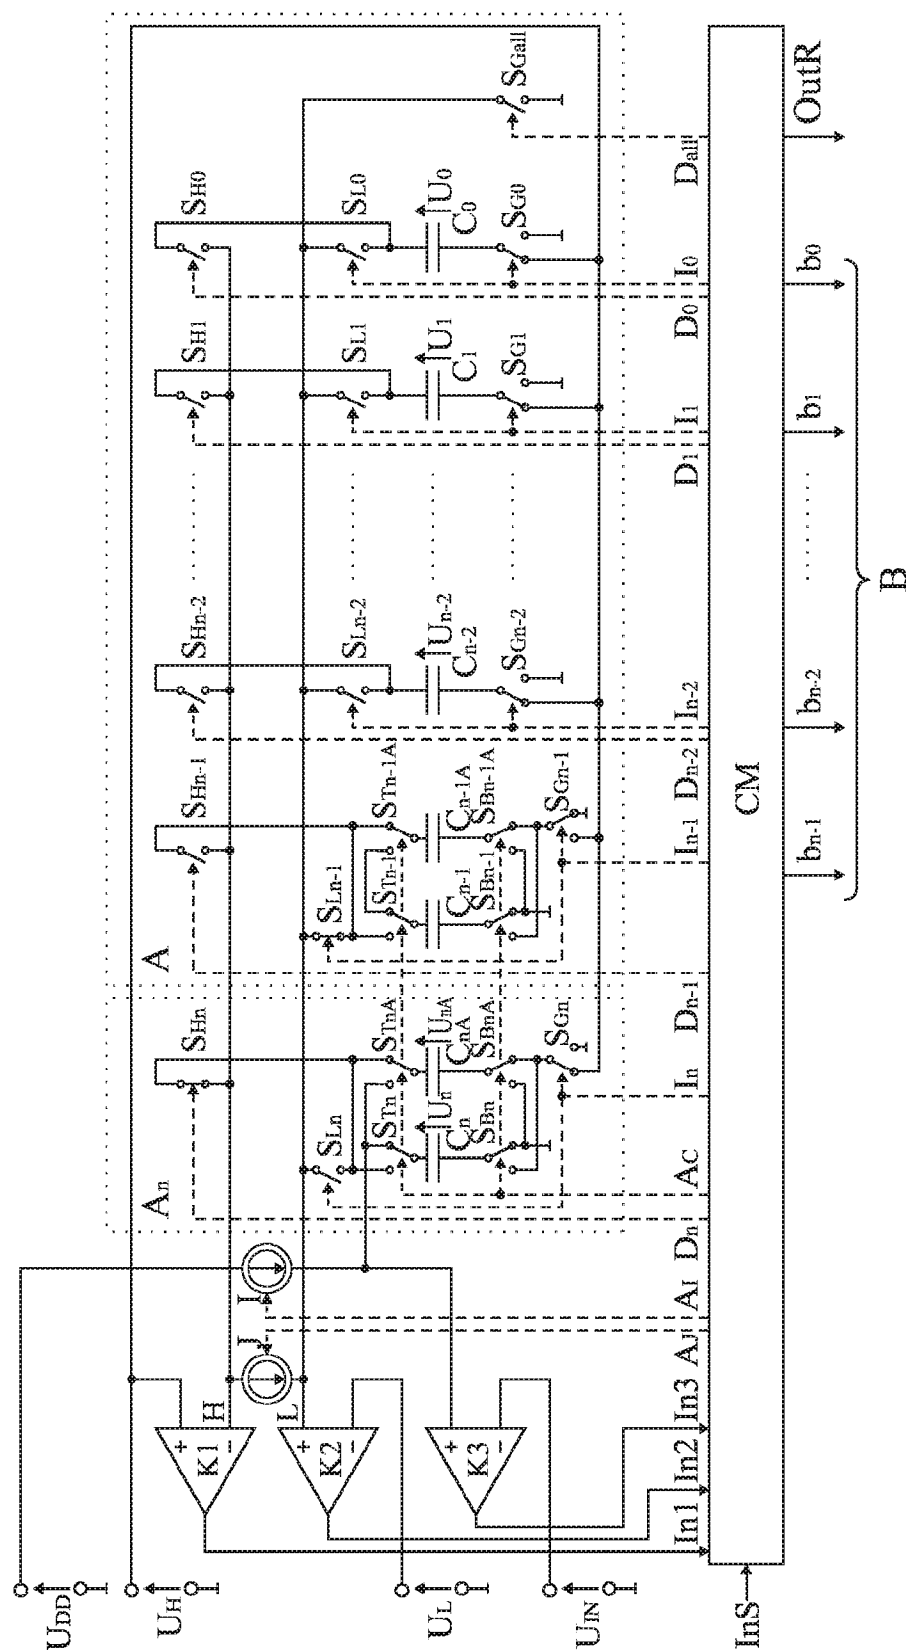 UDD
UH
UL
UIN
InS
K1
K2
K3
H
L
J
I
In1
In2
In3
AJ
AI
Dn
AC
In
Dn-1
In-1
Dn-2
In-2
D1
I1
D0
I0
Dall
An
SHn
SLn
STn
STnA
Un
UnA
Cn
CnA
SBn
SBnA
SGn
A
SHn-1
SLn-1
STn-1
STn-1A
Cn-1
Cn-1A
SBn-1
SBn-1A
SGn-1
SHn-2
SLn-2
Un-2
Cn-2
SGn-2
SH1
SL1
U1
C1
SG1
SH0
SL0
U0
C0
SG0
SGall
CM
bn-1
bn-2
b1
b0
OutR
B